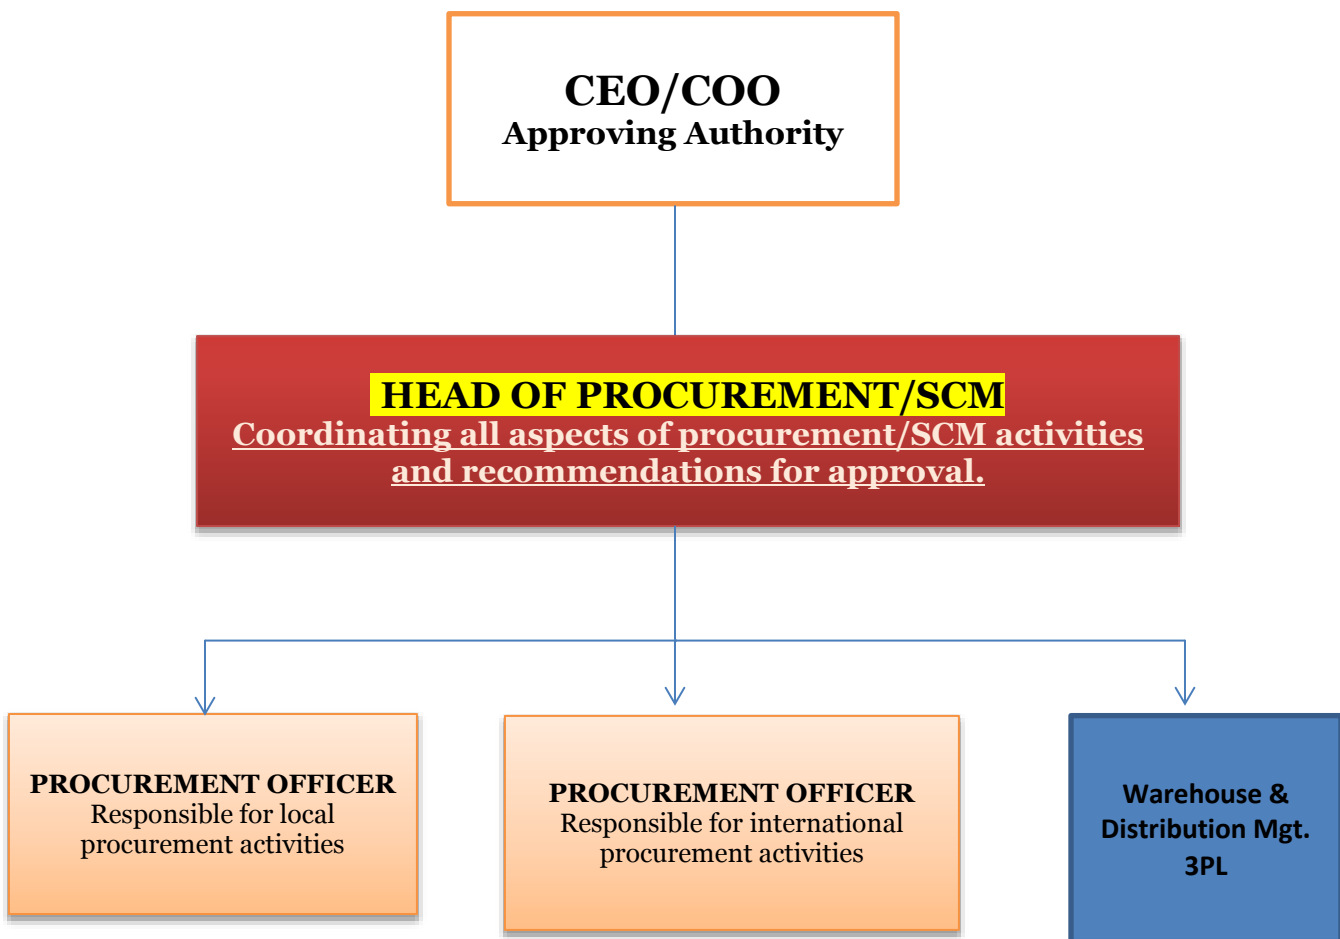 CEO/COO
Approving Authority
HEAD OF PROCUREMENT/SCM
Coordinating all aspects of procurement/SCM activities
and recommendations for approval.
PROCUREMENT OFFICER
Responsible for local
procurement activities
PROCUREMENT OFFICER
Responsible for international
procurement activities
Warehouse &
Distribution Mgt.
3PL